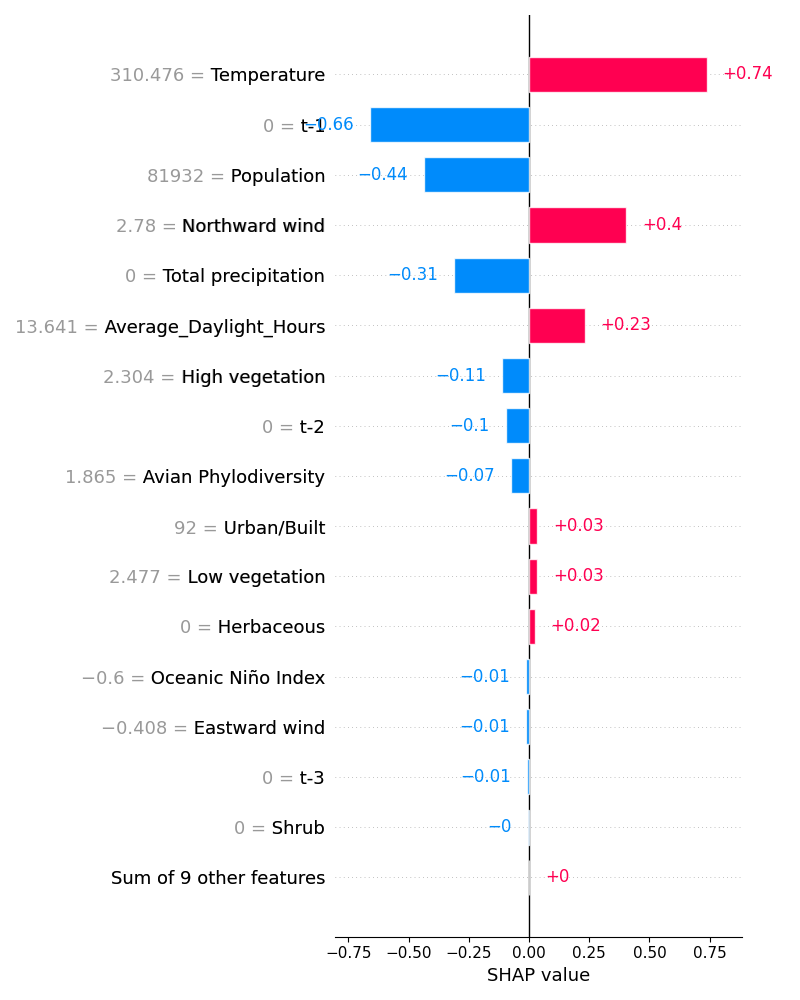 310.476 = Temperature +0.74
0 = t-1 −0.66
81932 = Population −0.44
2.78 = Northward wind +0.4
0 = Total precipitation −0.31
13.641 = Average_Daylight_Hours +0.23
2.304 = High vegetation −0.11
0 = t-2 −0.1
1.865 = Avian Phylodiversity −0.07
92 = Urban/Built +0.03
2.477 = Low vegetation +0.03
0 = Herbaceous +0.02
−0.6 = Oceanic Niño Index −0.01
−0.408 = Eastward wind −0.01
0 = t-3 −0.01
0 = Shrub −0
Sum of 9 other features +0
−0.75 −0.50 −0.25 0.00 0.25 0.50 0.75
SHAP value